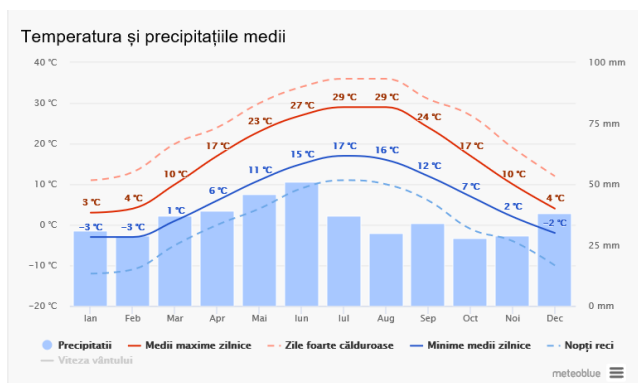 Temperatura și precipitațiile medii
40 °C
100 mm
30 °C
75 mm
20 °C
10 °C
50 mm
0 °C
25 mm
−10 °C
−20 °C
0 mm
3 °C
4 °C
10 °C
17 °C
23 °C
27 °C
29 °C
29 °C
24 °C
17 °C
10 °C
4 °C
−3 °C
−3 °C
1 °C
6 °C
11 °C
15 °C
17 °C
16 °C
12 °C
7 °C
2 °C
−2 °C
Ian Feb Mar Apr Mai Iun Iul Aug Sep Oct Noi Dec
Precipitatii Medii maxime zilnice Zile foarte călduroase Minime medii zilnice Nopți reci
Viteza vântului
meteoblue